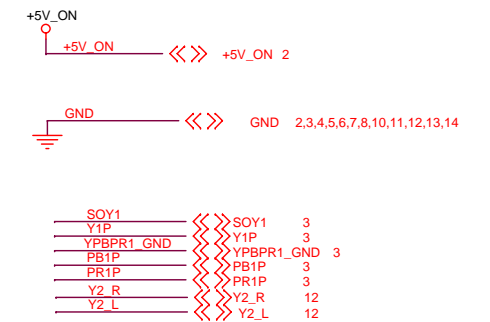 +5V_ON
+5V_ON +5V_ON 2
GND GND 2,3,4,5,6,7,8,10,11,12,13,14
SOY1 SOY1 3
Y1P Y1P 3
YPBPR1_GND YPBPR1_GND 3
PB1P PB1P 3
PR1P PR1P 3
Y2_R Y2_R 12
Y2_L Y2_L 12